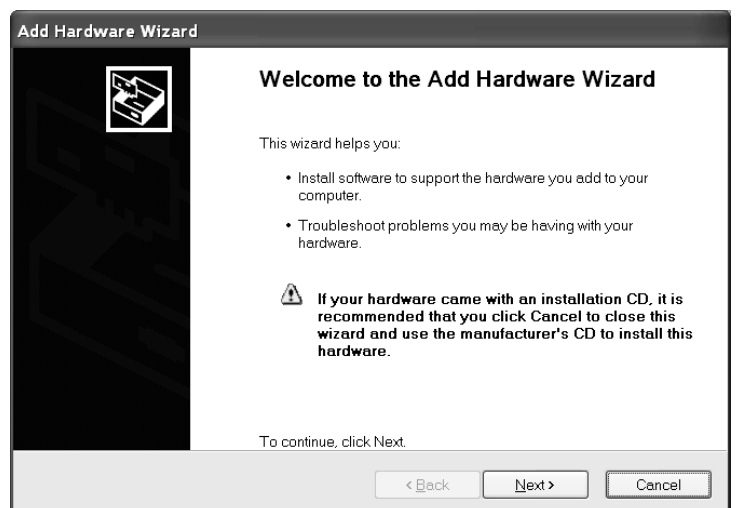 Add Hardware Wizard
Welcome to the Add Hardware Wizard
This wizard helps you:
• Install software to support the hardware you add to your
computer.
• Troubleshoot problems you may be having with your
hardware.
If your hardware came with an installation CD, it is
recommended that you click Cancel to close this
wizard and use the manufacturer's CD to install this
hardware.
To continue, click Next.
< Back Next > Cancel